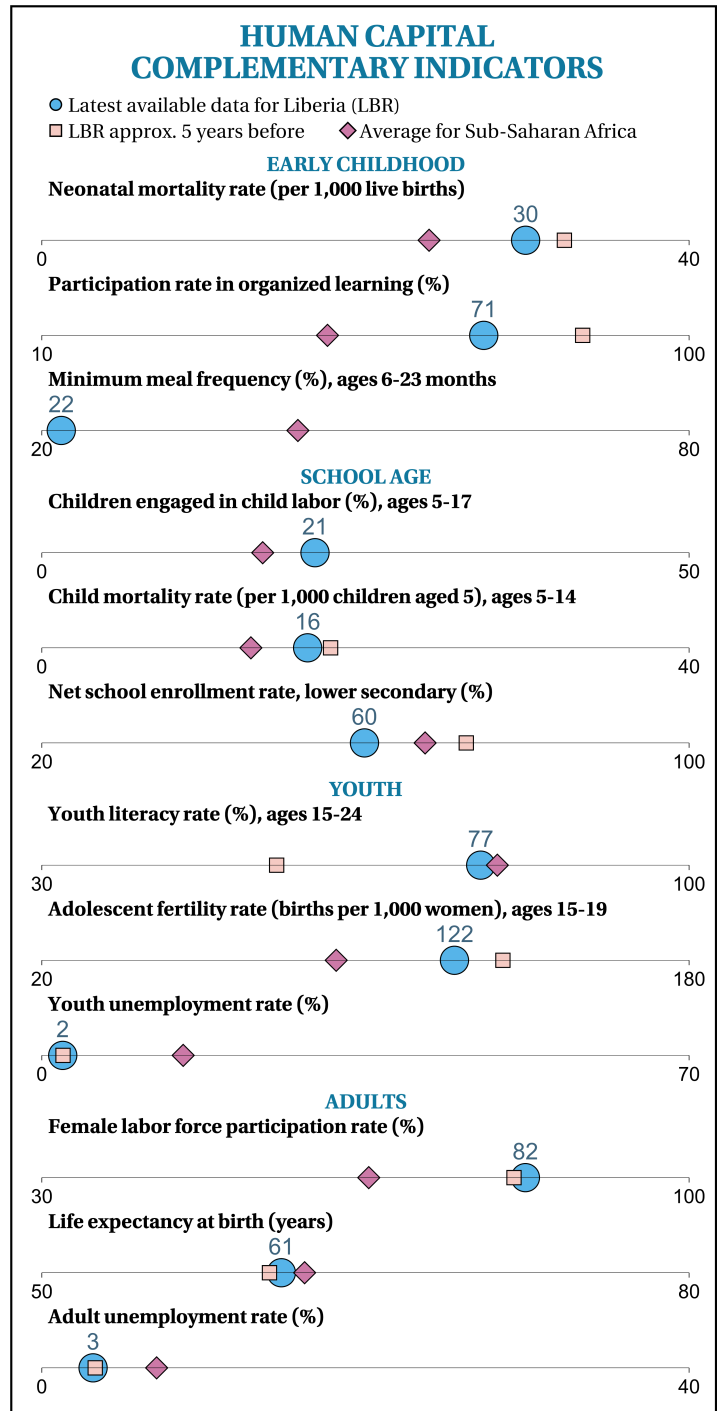 HUMAN CAPITAL
COMPLEMENTARY INDICATORS
Latest available data for Liberia (LBR)
LBR approx. 5 years before Average for Sub-Saharan Africa
EARLY CHILDHOOD
Neonatal mortality rate (per 1,000 live births)
30
0 40
Participation rate in organized learning (%)
71
10 100
Minimum meal frequency (%), ages 6-23 months
22
20 80
SCHOOL AGE
Children engaged in child labor (%), ages 5-17
21
0 50
Child mortality rate (per 1,000 children aged 5), ages 5-14
16
0 40
Net school enrollment rate, lower secondary (%)
60
20 100
YOUTH
Youth literacy rate (%), ages 15-24
77
30 100
Adolescent fertility rate (births per 1,000 women), ages 15-19
122
20 180
Youth unemployment rate (%)
2
0 70
ADULTS
Female labor force participation rate (%)
82
30 100
Life expectancy at birth (years)
61
50 80
Adult unemployment rate (%)
3
0 40